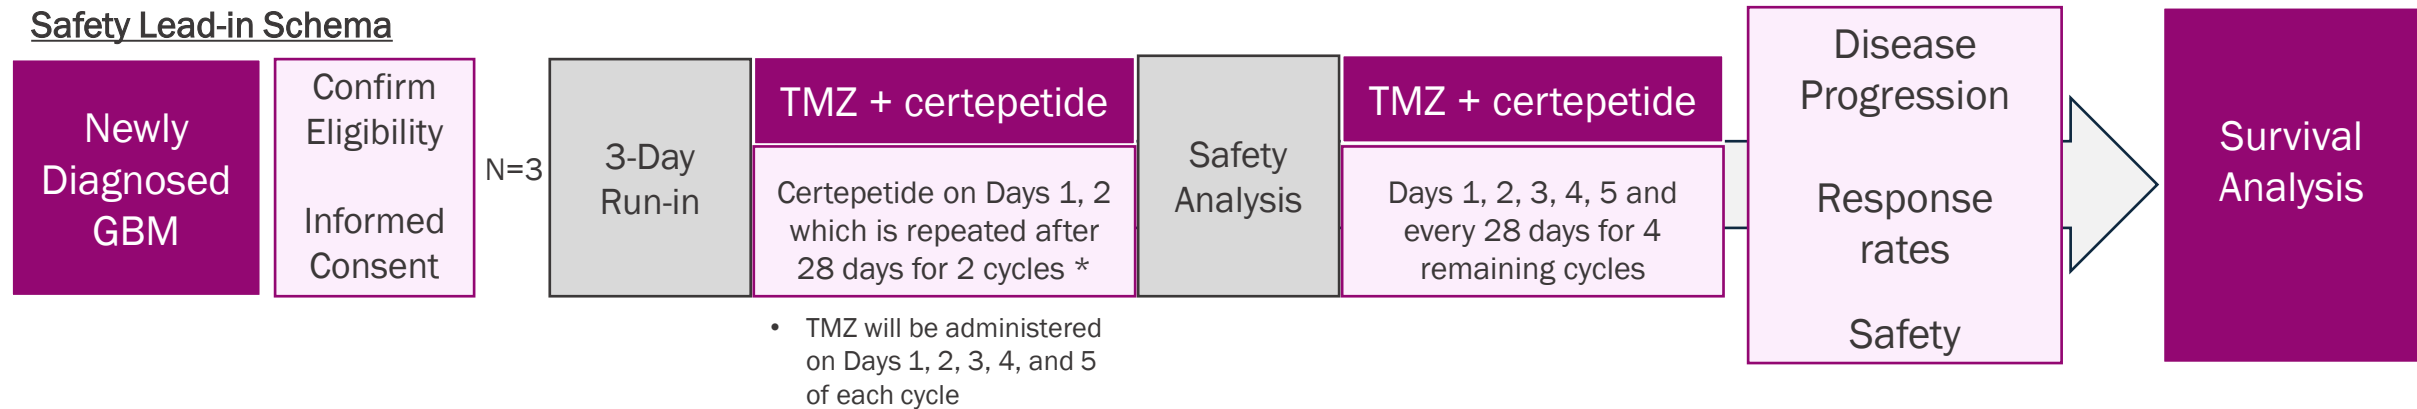 Safety Lead-in Schema
Newly
Diagnosed
GBM
Confirm
Eligibility
Informed
Consent
N=3
3-Day
Run-in
TMZ + certepetide
Certepetide on Days 1, 2
which is repeated after
28 days for 2 cycles *
• TMZ will be administered
on Days 1, 2, 3, 4, and 5
of each cycle
Safety
Analysis
TMZ + certepetide
Days 1, 2, 3, 4, 5 and
every 28 days for 4
remaining cycles
Disease
Progression
Response
rates
Safety
Survival
Analysis